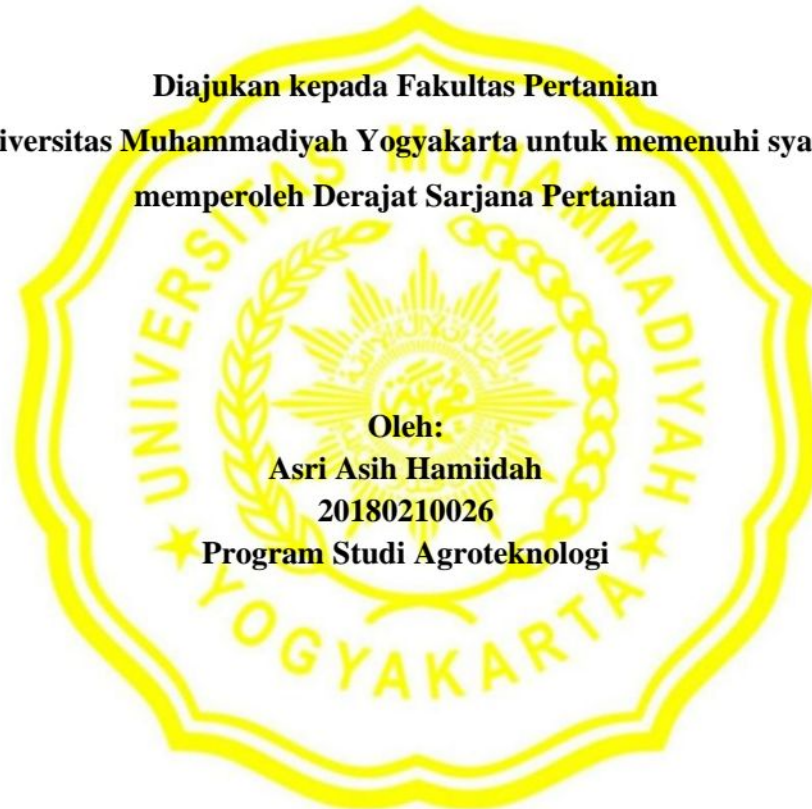 Diajukan kepada Fakultas Pertanian
iversitas Muhammadiyah Yogyakarta untuk memenuhi sya
memperoleh Derajat Sarjana Pertanian
UNIVERSITAS MUHAMMADIYAH
Oleh:
Asri Asih Hamiidah
20180210026
Program Studi Agroteknologi
YOGYAKARTA